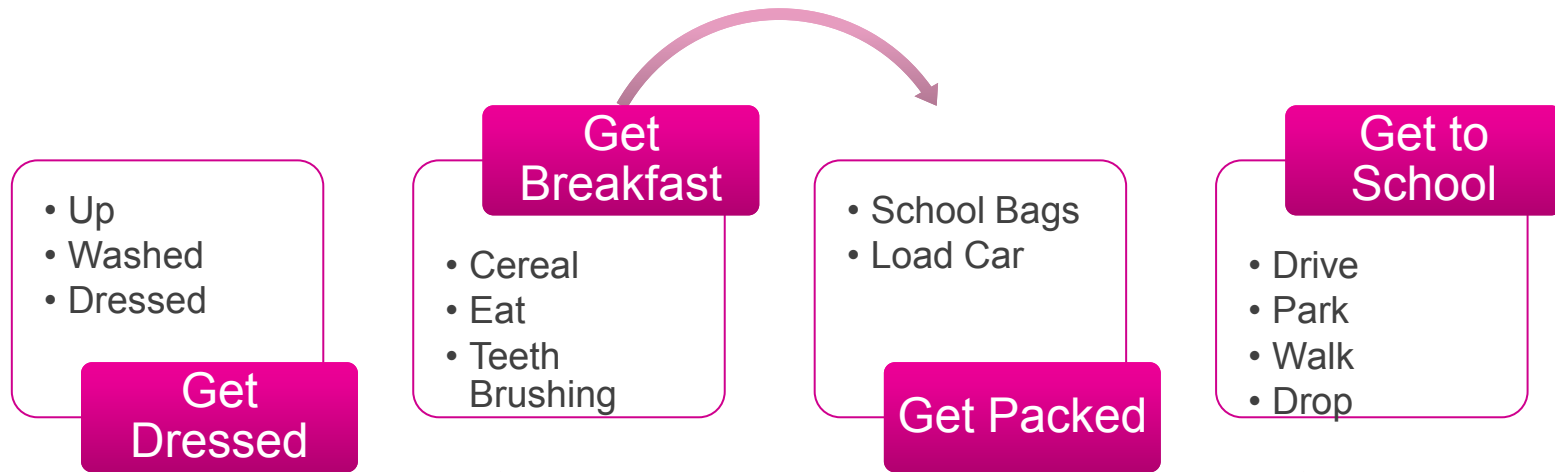 • Up
• Washed
• Dressed
Get
Dressed
Get
Breakfast
• Cereal
• Eat
• Teeth
Brushing
• School Bags
• Load Car
Get Packed
Get to
School
• Drive
• Park
• Walk
• Drop